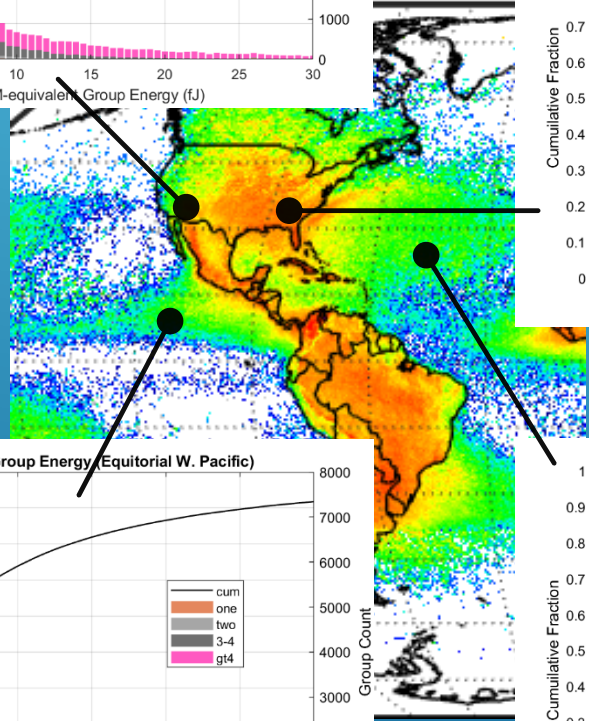 1000
0
10 15 20 25 30
-equivalent Group Energy (fJ)
0.7
0.6
0.5
0.4
0.3
0.2
0.1
0
Cumuilative Fraction
roup Energy (Equitorial W. Pacific)
8000
7000
6000
5000
4000
3000
Group Count
cum
one
two
3-4
gt4
1
0.9
0.8
0.7
0.6
0.5
0.4
Cumuilative Fraction